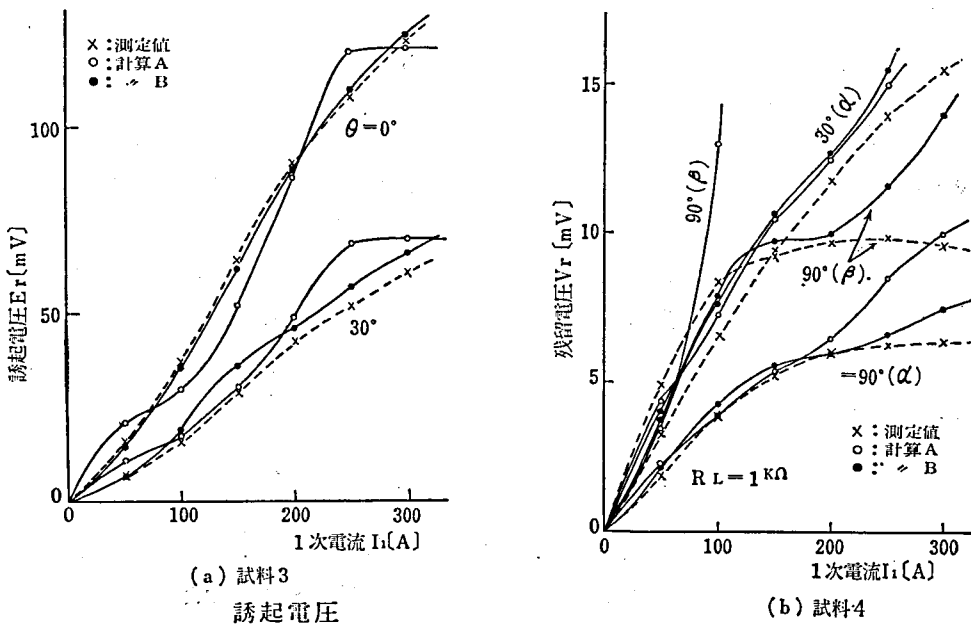 × : 測定値
○ : 計算A
● : 〃 B
100
50
0
誘起電圧Er〔mV〕
θ=0°
30°
0
100
200
300
1次電流 I₁〔A〕
(a) 試料3
誘起電圧
15
10
5
0
残留電圧Vr〔mV〕
90°(β)
30°(α)
90°(β).
=90°(α)
× : 測定値
○ : 計算A
● : 〃 B
RL=1KΩ
0
100
200
300
1次電流I₁〔A〕
(b) 試料4